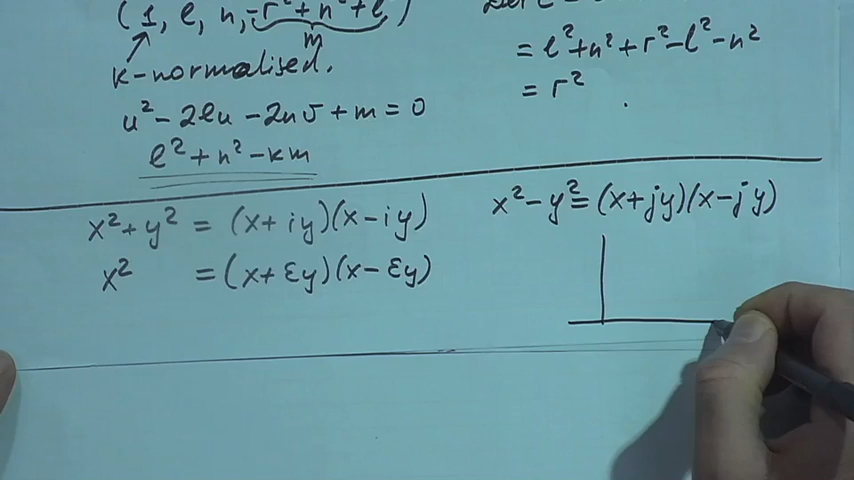 (1, l, n, -r²+n²+l²)
m
k-normalised.
u²-2lu-2nv+m=0
l²+n²-km
= l²+n²+r²-l²-n²
= r²
x²+y² = (x+iy)(x-iy)
x² = (x+εy)(x-εy)
x²-y² = (x+jy)(x-jy)